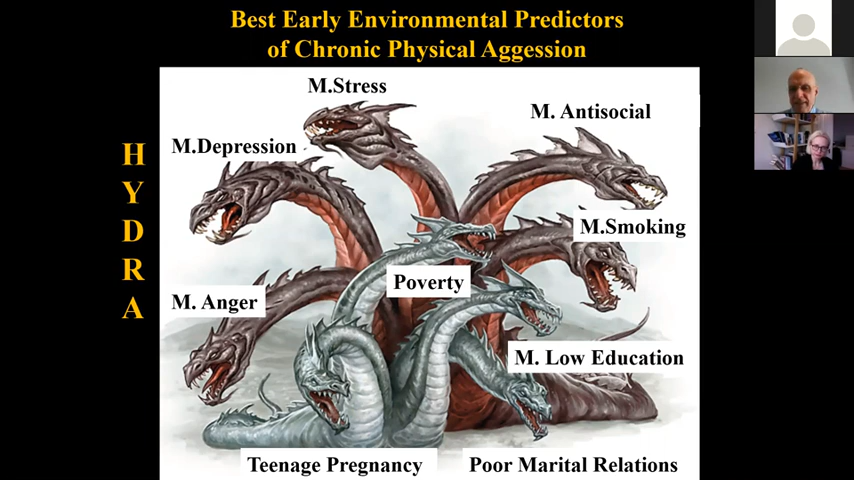 Best Early Environmental Predictors
of Chronic Physical Aggession
H
Y
D
R
A
M.Stress
M. Antisocial
M.Depression
M.Smoking
Poverty
M. Anger
M. Low Education
Teenage Pregnancy
Poor Marital Relations